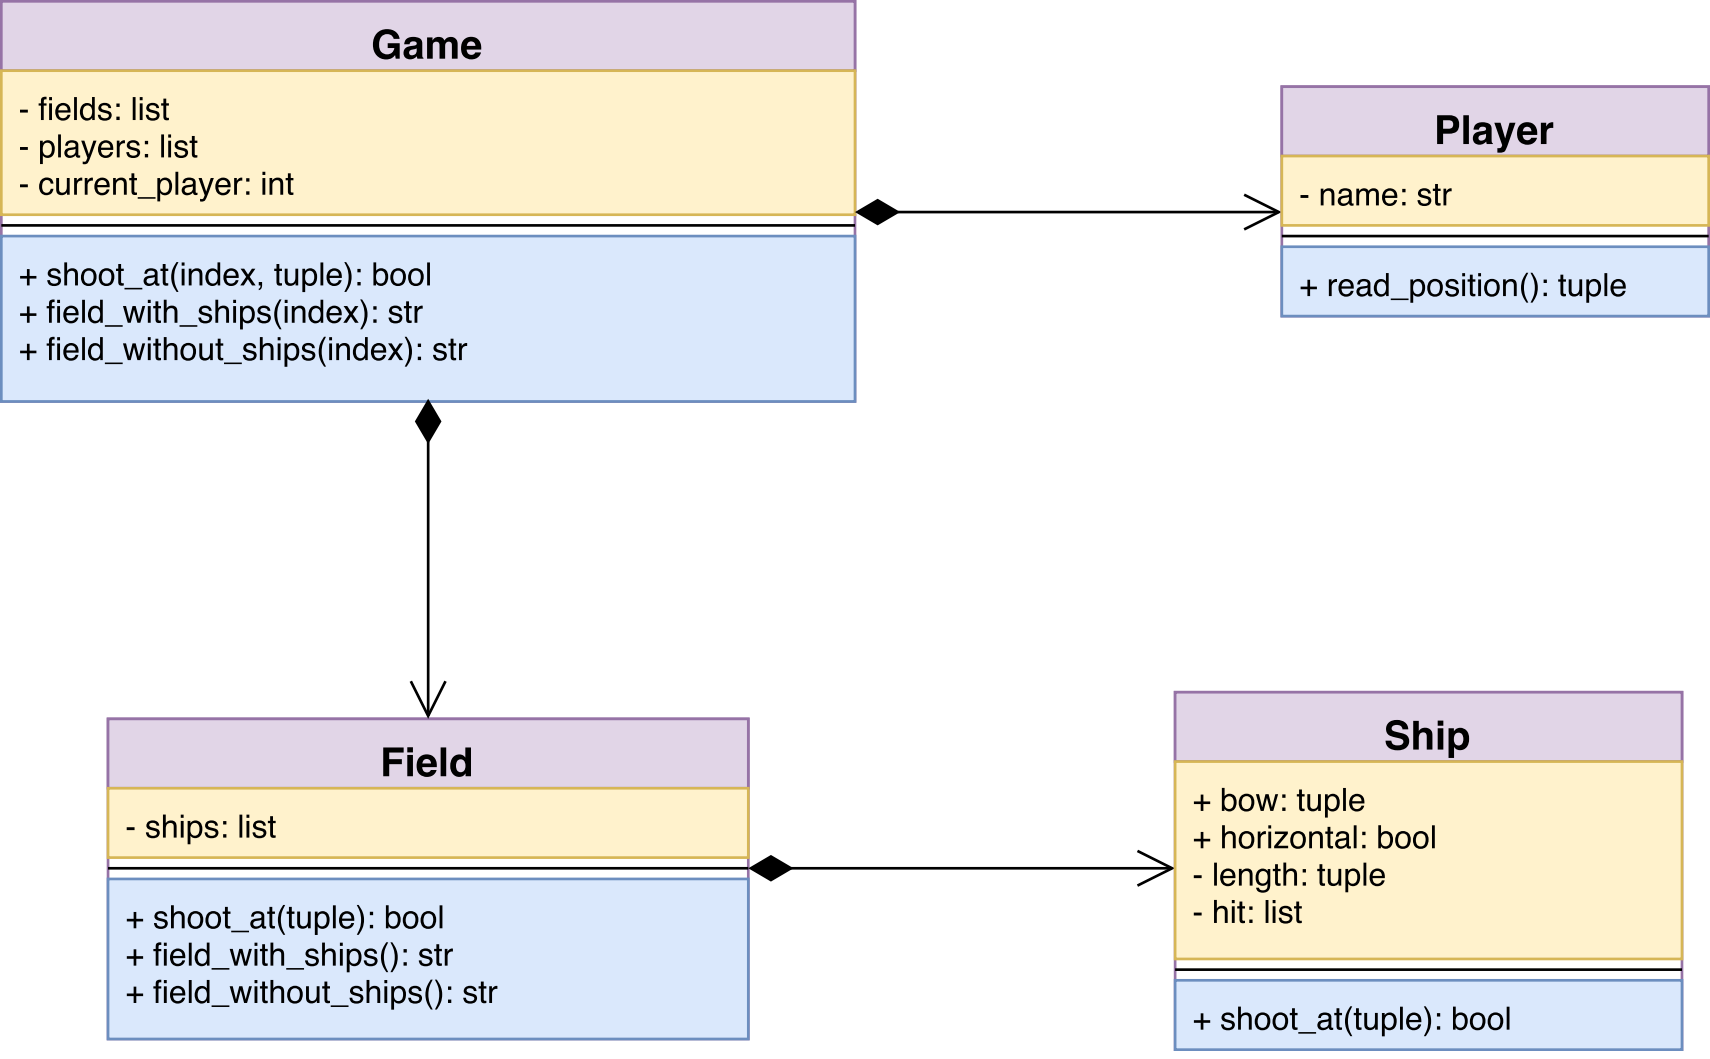 Game
- fields: list
- players: list
- current_player: int
+ shoot_at(index, tuple): bool
+ field_with_ships(index): str
+ field_without_ships(index): str
Player
- name: str
+ read_position(): tuple
Field
- ships: list
+ shoot_at(tuple): bool
+ field_with_ships(): str
+ field_without_ships(): str
Ship
+ bow: tuple
+ horizontal: bool
- length: tuple
- hit: list
+ shoot_at(tuple): bool